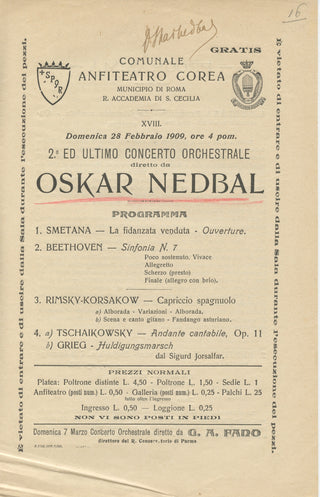 16
O. Nedbal
GRATIS
COMUNALE
ANFITEATRO COREA
S·P·Q·R
MUNICIPIO DI ROMA
R. ACCADEMIA DI S. CECILIA
XVIII.
Domenica 28 Febbraio 1909, ore 4 pom.
2.º ED ULTIMO CONCERTO ORCHESTRALE
diretto da
OSKAR NEDBAL
PROGRAMMA
1. SMETANA — La fidanzata venduta - Ouverture.
2. BEETHOVEN — Sinfonia N. 7
Poco sostenuto, Vivace
Allegretto
Scherzo (presto)
Finale (allegro con brio).
3. RIMSKY-KORSAKOW — Capriccio spagnuolo
a) Alborada - Variazioni - Alborada.
b) Scena e canto gitano - Fandango asturiano.
4. a) TSCHAIKOWSKY — Andante cantabile, Op. 11
b) GRIEG — Huldigungsmarsch
dal Sigurd Jorsalfar.
PREZZI NORMALI
Platea: Poltrone distinte L. 4,50 - Poltrone L. 1,50 - Sedie L. 1
Anfiteatro (posti num.) L. 0,50 - Galleria (posti num.) L. 0,25 - Palchi L. 25
tutto oltre l'ingresso
Ingresso L. 0,50 — Loggione L. 0,25
NON VI SONO POSTI IN PIEDI
Domenica 7 Marzo Concerto Orchestrale diretto da G. A. FANO
direttore del R. Conservatorio di Parma
E vietato di entrare e di uscire dalla Sala durante l'esecuzione dei pezzi.
E vietato di entrare e di uscire dalla Sala durante l'esecuzione dei pezzi.